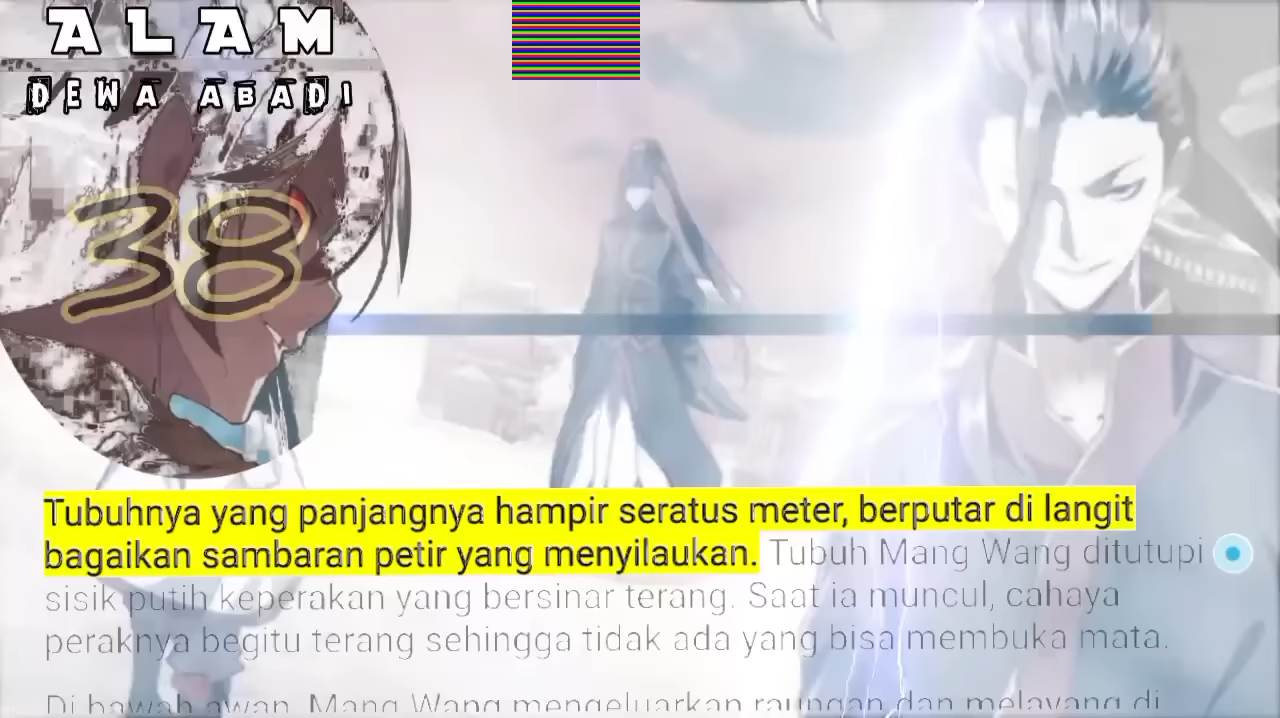 ALAM
DEWA ABADI
38
Tubuhnya yang panjangnya hampir seratus meter, berputar di langit
bagaikan sambaran petir yang menyilaukan. Tubuh Mang Wang ditutupi
sisik putih keperakan yang bersinar terang. Saat ia muncul, cahaya
peraknya begitu terang sehingga tidak ada yang bisa membuka mata.
Di bawah awan, Mang Wang mengeluarkan raungan dan melayang di